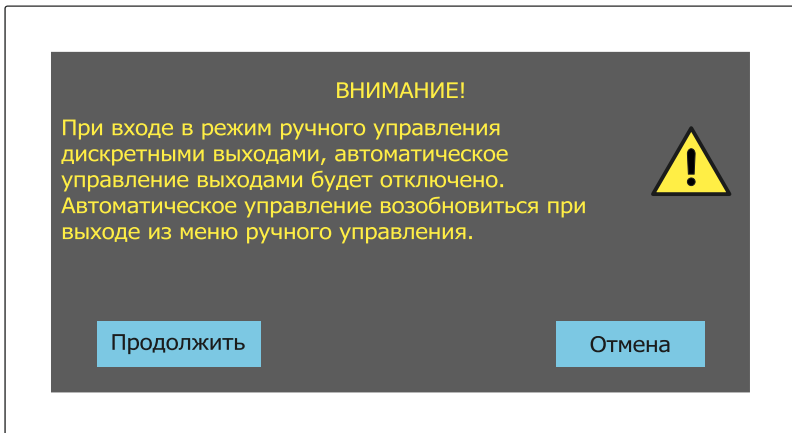 ВНИМАНИЕ!
При входе в режим ручного управления
дискретными выходами, автоматическое
управление выходами будет отключено.
Автоматическое управление возобновиться при
выходе из меню ручного управления.
Продолжить
Отмена